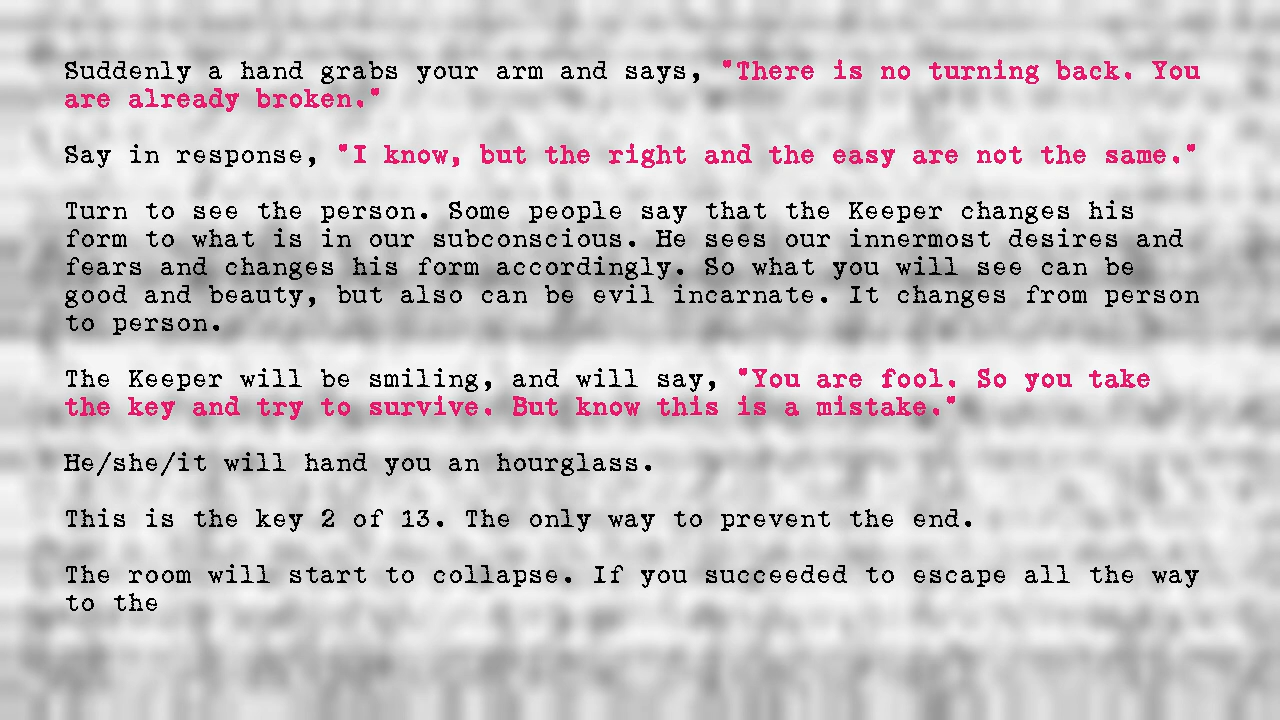 Suddenly a hand grabs your arm and says, "There is no turning back. You
are already broken."
Say in response, "I know, but the right and the easy are not the same."
Turn to see the person. Some people say that the Keeper changes his
form to what is in our subconscious. He sees our innermost desires and
fears and changes his form accordingly. So what you will see can be
good and beauty, but also can be evil incarnate. It changes from person
to person.
The Keeper will be smiling, and will say, "You are fool. So you take
the key and try to survive. But know this is a mistake."
He/she/it will hand you an hourglass.
This is the key 2 of 13. The only way to prevent the end.
The room will start to collapse. If you succeeded to escape all the way
to the